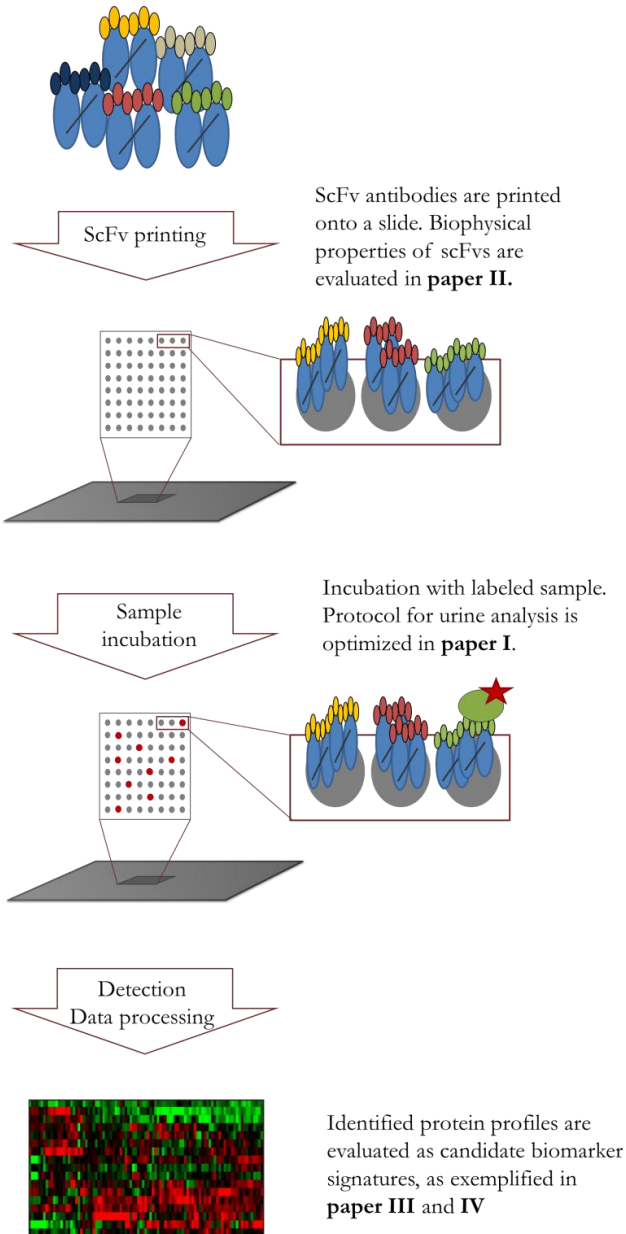 ScFv printing
ScFv antibodies are printed
onto a slide. Biophysical
properties of scFvs are
evaluated in paper II.
Sample
incubation
Incubation with labeled sample.
Protocol for urine analysis is
optimized in paper I.
Detection
Data processing
Identified protein profiles are
evaluated as candidate biomarker
signatures, as exemplified in
paper III and IV